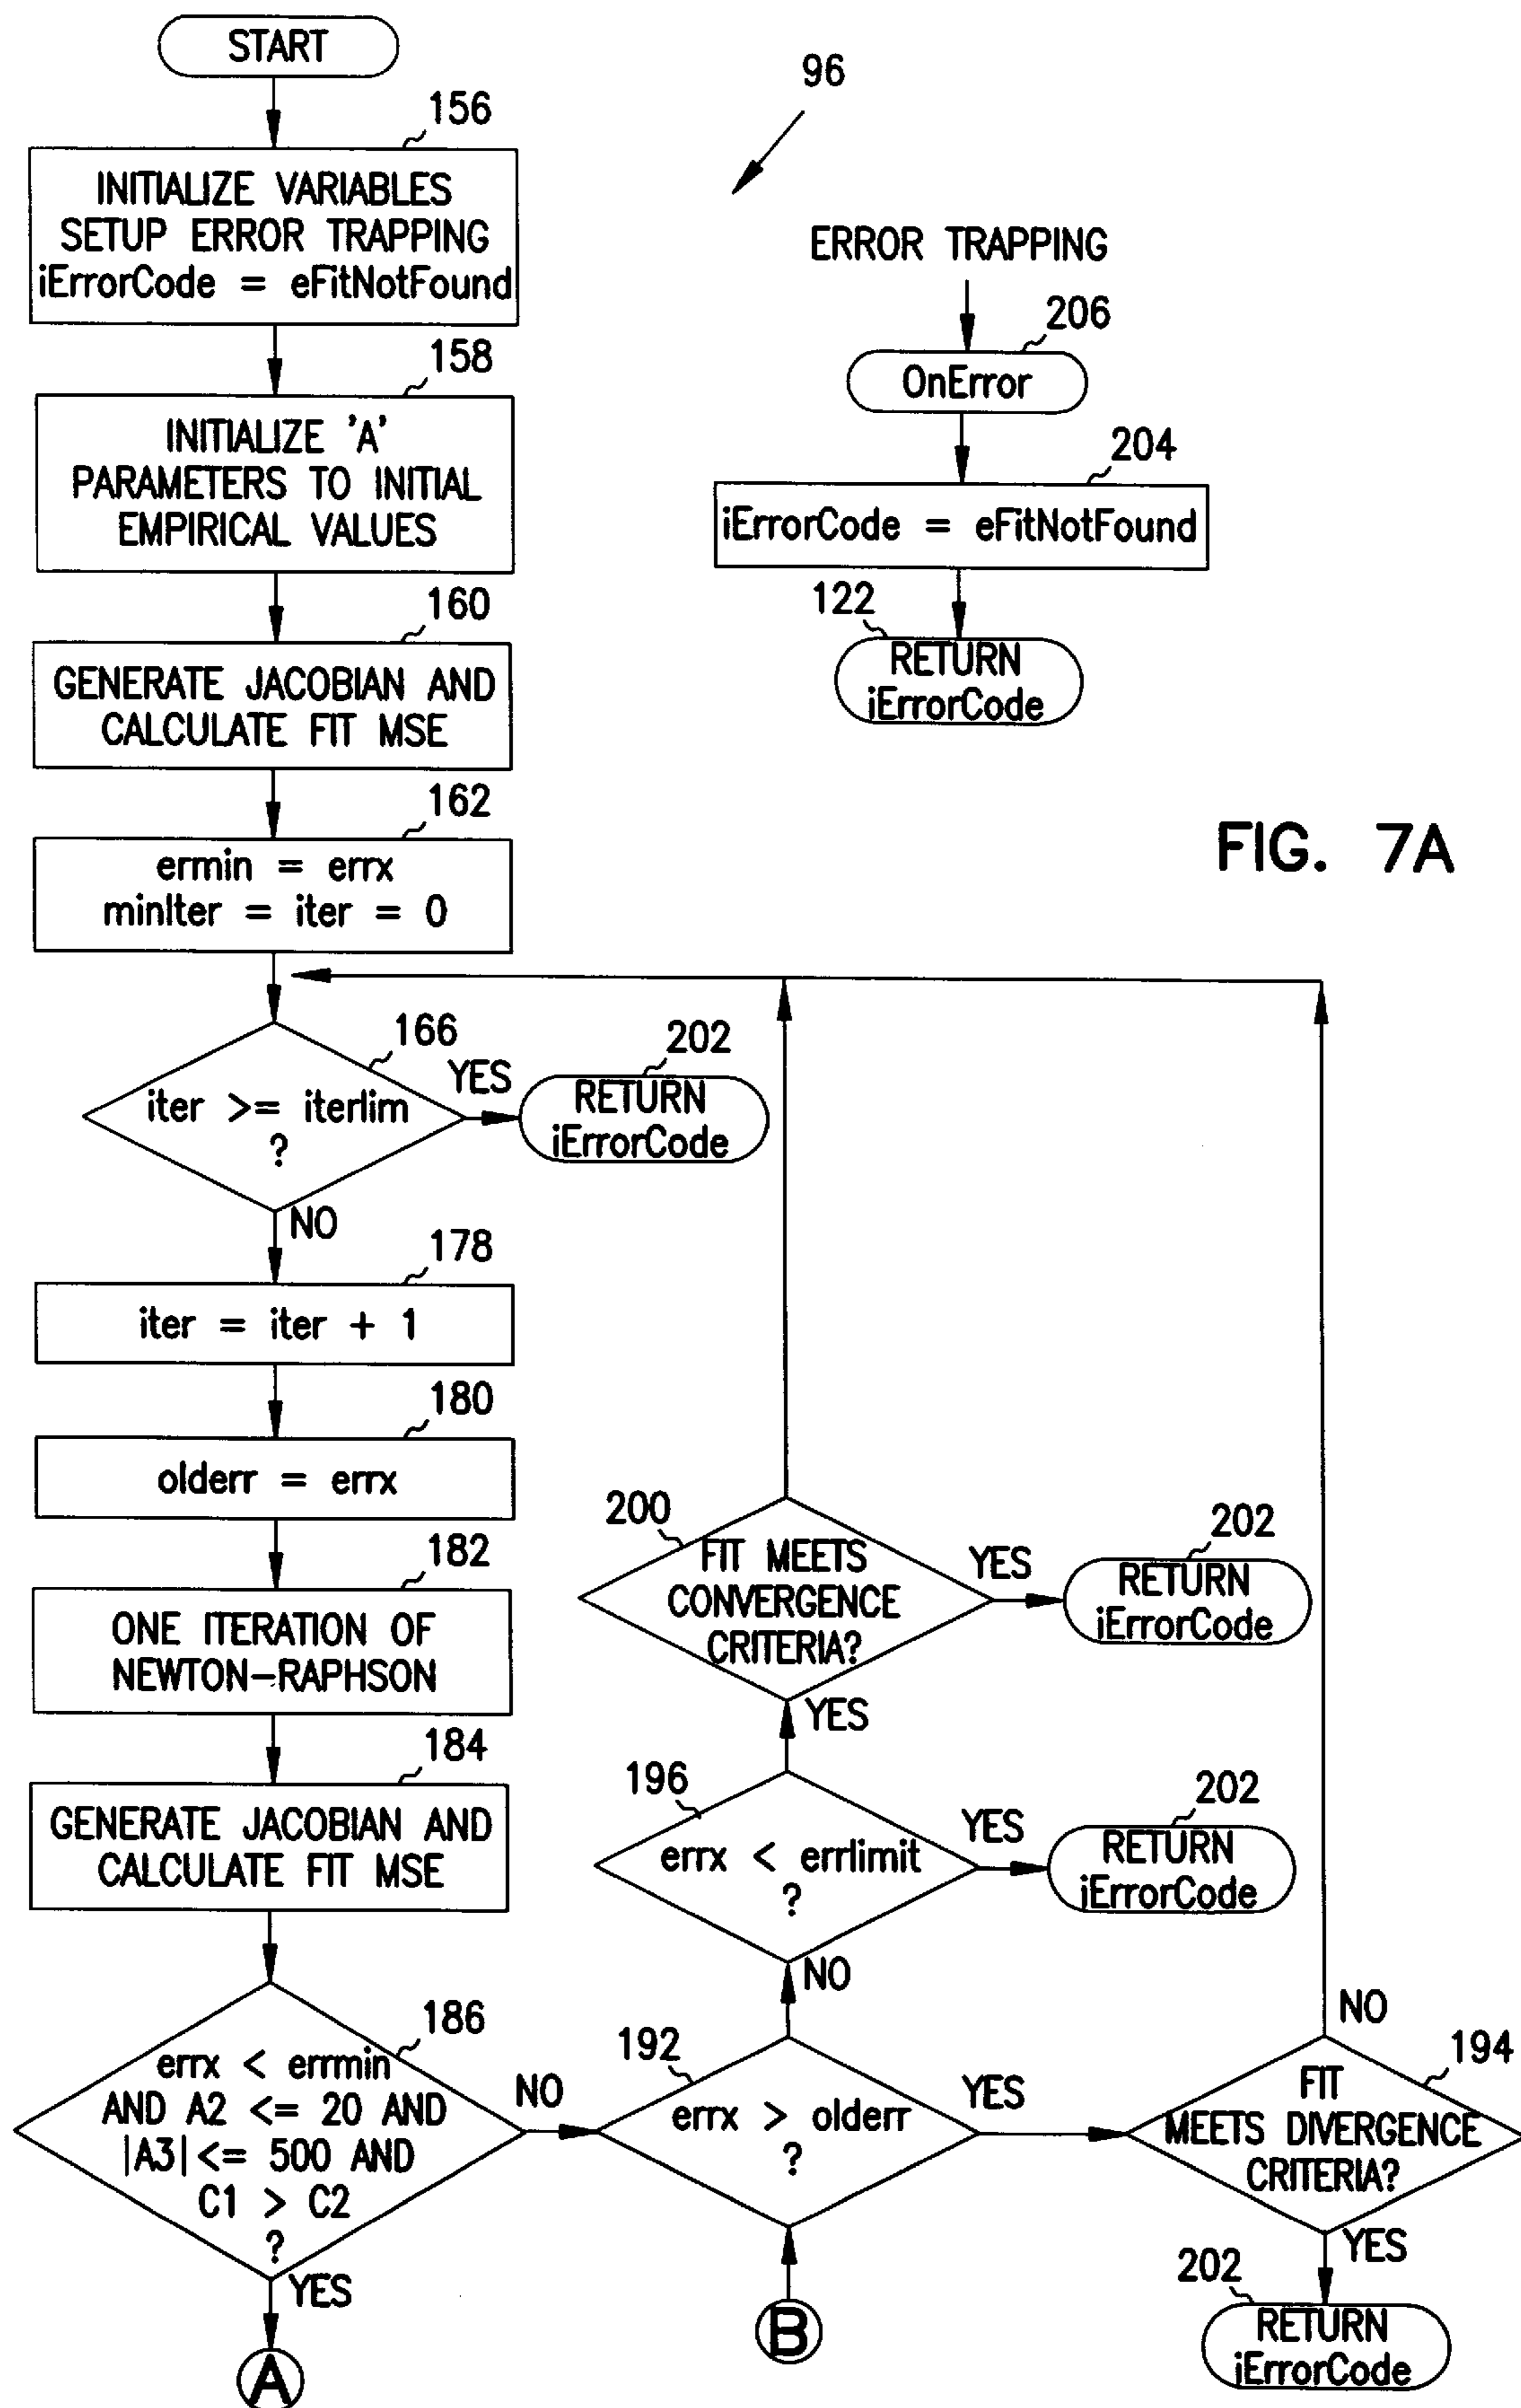 START
96
156
INITIALIZE VARIABLES
SETUP ERROR TRAPPING
iErrorCode = eFitNotFound
158
INITIALIZE 'A'
PARAMETERS TO INITIAL
EMPIRICAL VALUES
160
GENERATE JACOBIAN AND
CALCULATE FIT MSE
162
ermin = errx
minIter = iter = 0
ERROR TRAPPING
206
OnError
204
iErrorCode = eFitNotFound
122
RETURN
iErrorCode
FIG. 7A
166
iter >= iterlim
?
YES
202
RETURN
iErrorCode
NO
178
iter = iter + 1
180
olderr = errx
182
ONE ITERATION OF
NEWTON-RAPHSON
184
GENERATE JACOBIAN AND
CALCULATE FIT MSE
186
errx < errmin
AND A2 <= 20 AND
|A3| <= 500 AND
C1 > C2
?
NO
YES
A
200
FIT MEETS
CONVERGENCE
CRITERIA?
YES
202
RETURN
iErrorCode
YES
196
errx < errlimit
?
YES
202
RETURN
iErrorCode
NO
192
errx > olderr
?
YES
B
NO
194
FIT
MEETS DIVERGENCE
CRITERIA?
YES
202
RETURN
iErrorCode